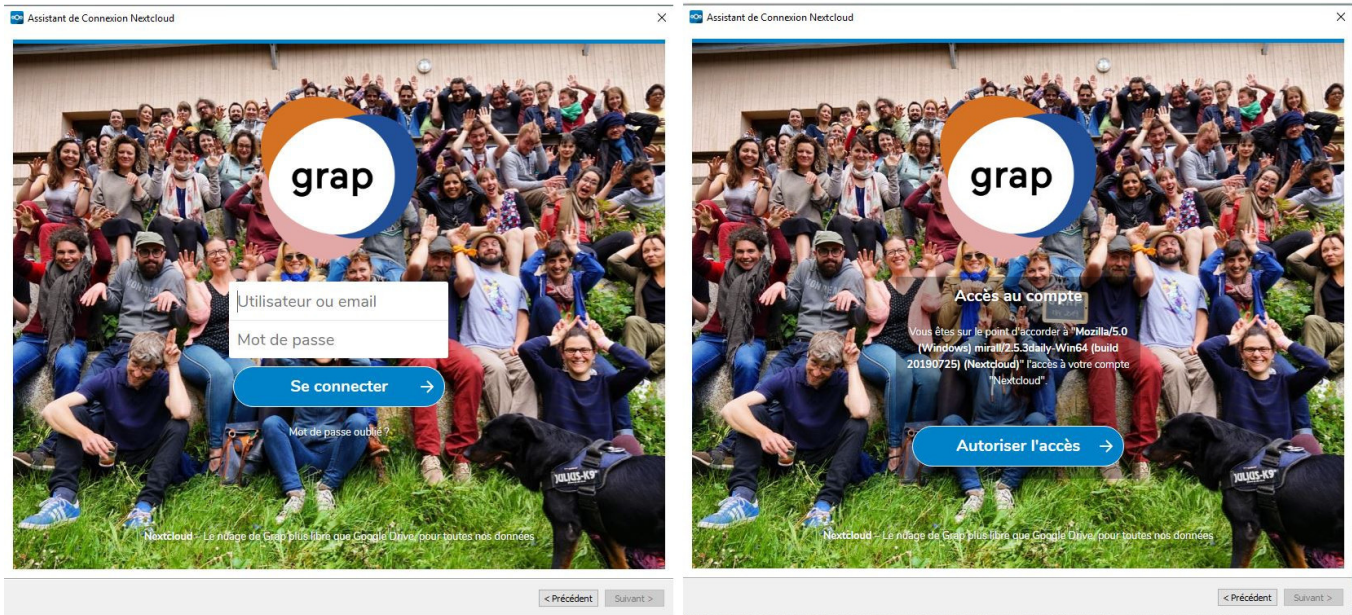 Assistant de Connexion Nextcloud
grap
Utilisateur ou email
Mot de passe
Se connecter
Mot de passe oublié ?
JULIUS-K9
Nextcloud – Le nuage de Grap plus libre que Google Drive, pour toutes nos données
< Précédent
Suivant >
Assistant de Connexion Nextcloud
grap
Accès au compte
Vous êtes sur le point d'accorder à "Mozilla/5.0
(Windows) mirall/2.5.3daily-Win64 (build
20190725) (Nextcloud)" l'accès à votre compte
"Nextcloud".
Autoriser l'accès
JULIUS-K9
Nextcloud – Le nuage de Grap plus libre que Google Drive, pour toutes nos données
< Précédent
Suivant >